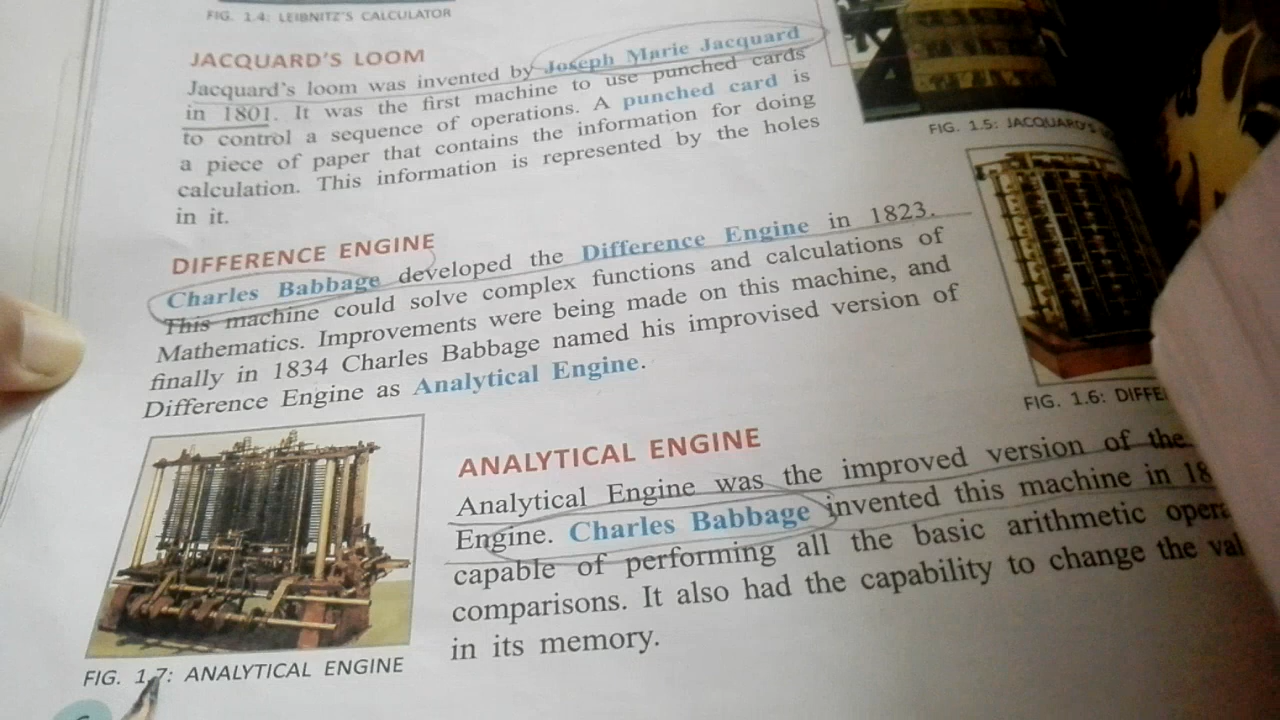 FIG. 1.4: LEIBNITZ'S CALCULATOR
JACQUARD'S LOOM
Jacquard's loom was invented by Joseph Marie Jacquard
in 1801. It was the first machine to use punched cards
to control a sequence of operations. A punched card is
a piece of paper that contains the information for doing
calculation. This information is represented by the holes
in it.
FIG. 1.5: JACQUARD'S
DIFFERENCE ENGINE
Charles Babbage developed the Difference Engine in 1823.
This machine could solve complex functions and calculations of
Mathematics. Improvements were being made on this machine, and
finally in 1834 Charles Babbage named his improvised version of
Difference Engine as Analytical Engine.
FIG. 1.6: DIFFE
ANALYTICAL ENGINE
Analytical Engine was the improved version of the
Engine. Charles Babbage invented this machine in 18
capable of performing all the basic arithmetic opera
comparisons. It also had the capability to change the val
in its memory.
FIG. 1.7: ANALYTICAL ENGINE